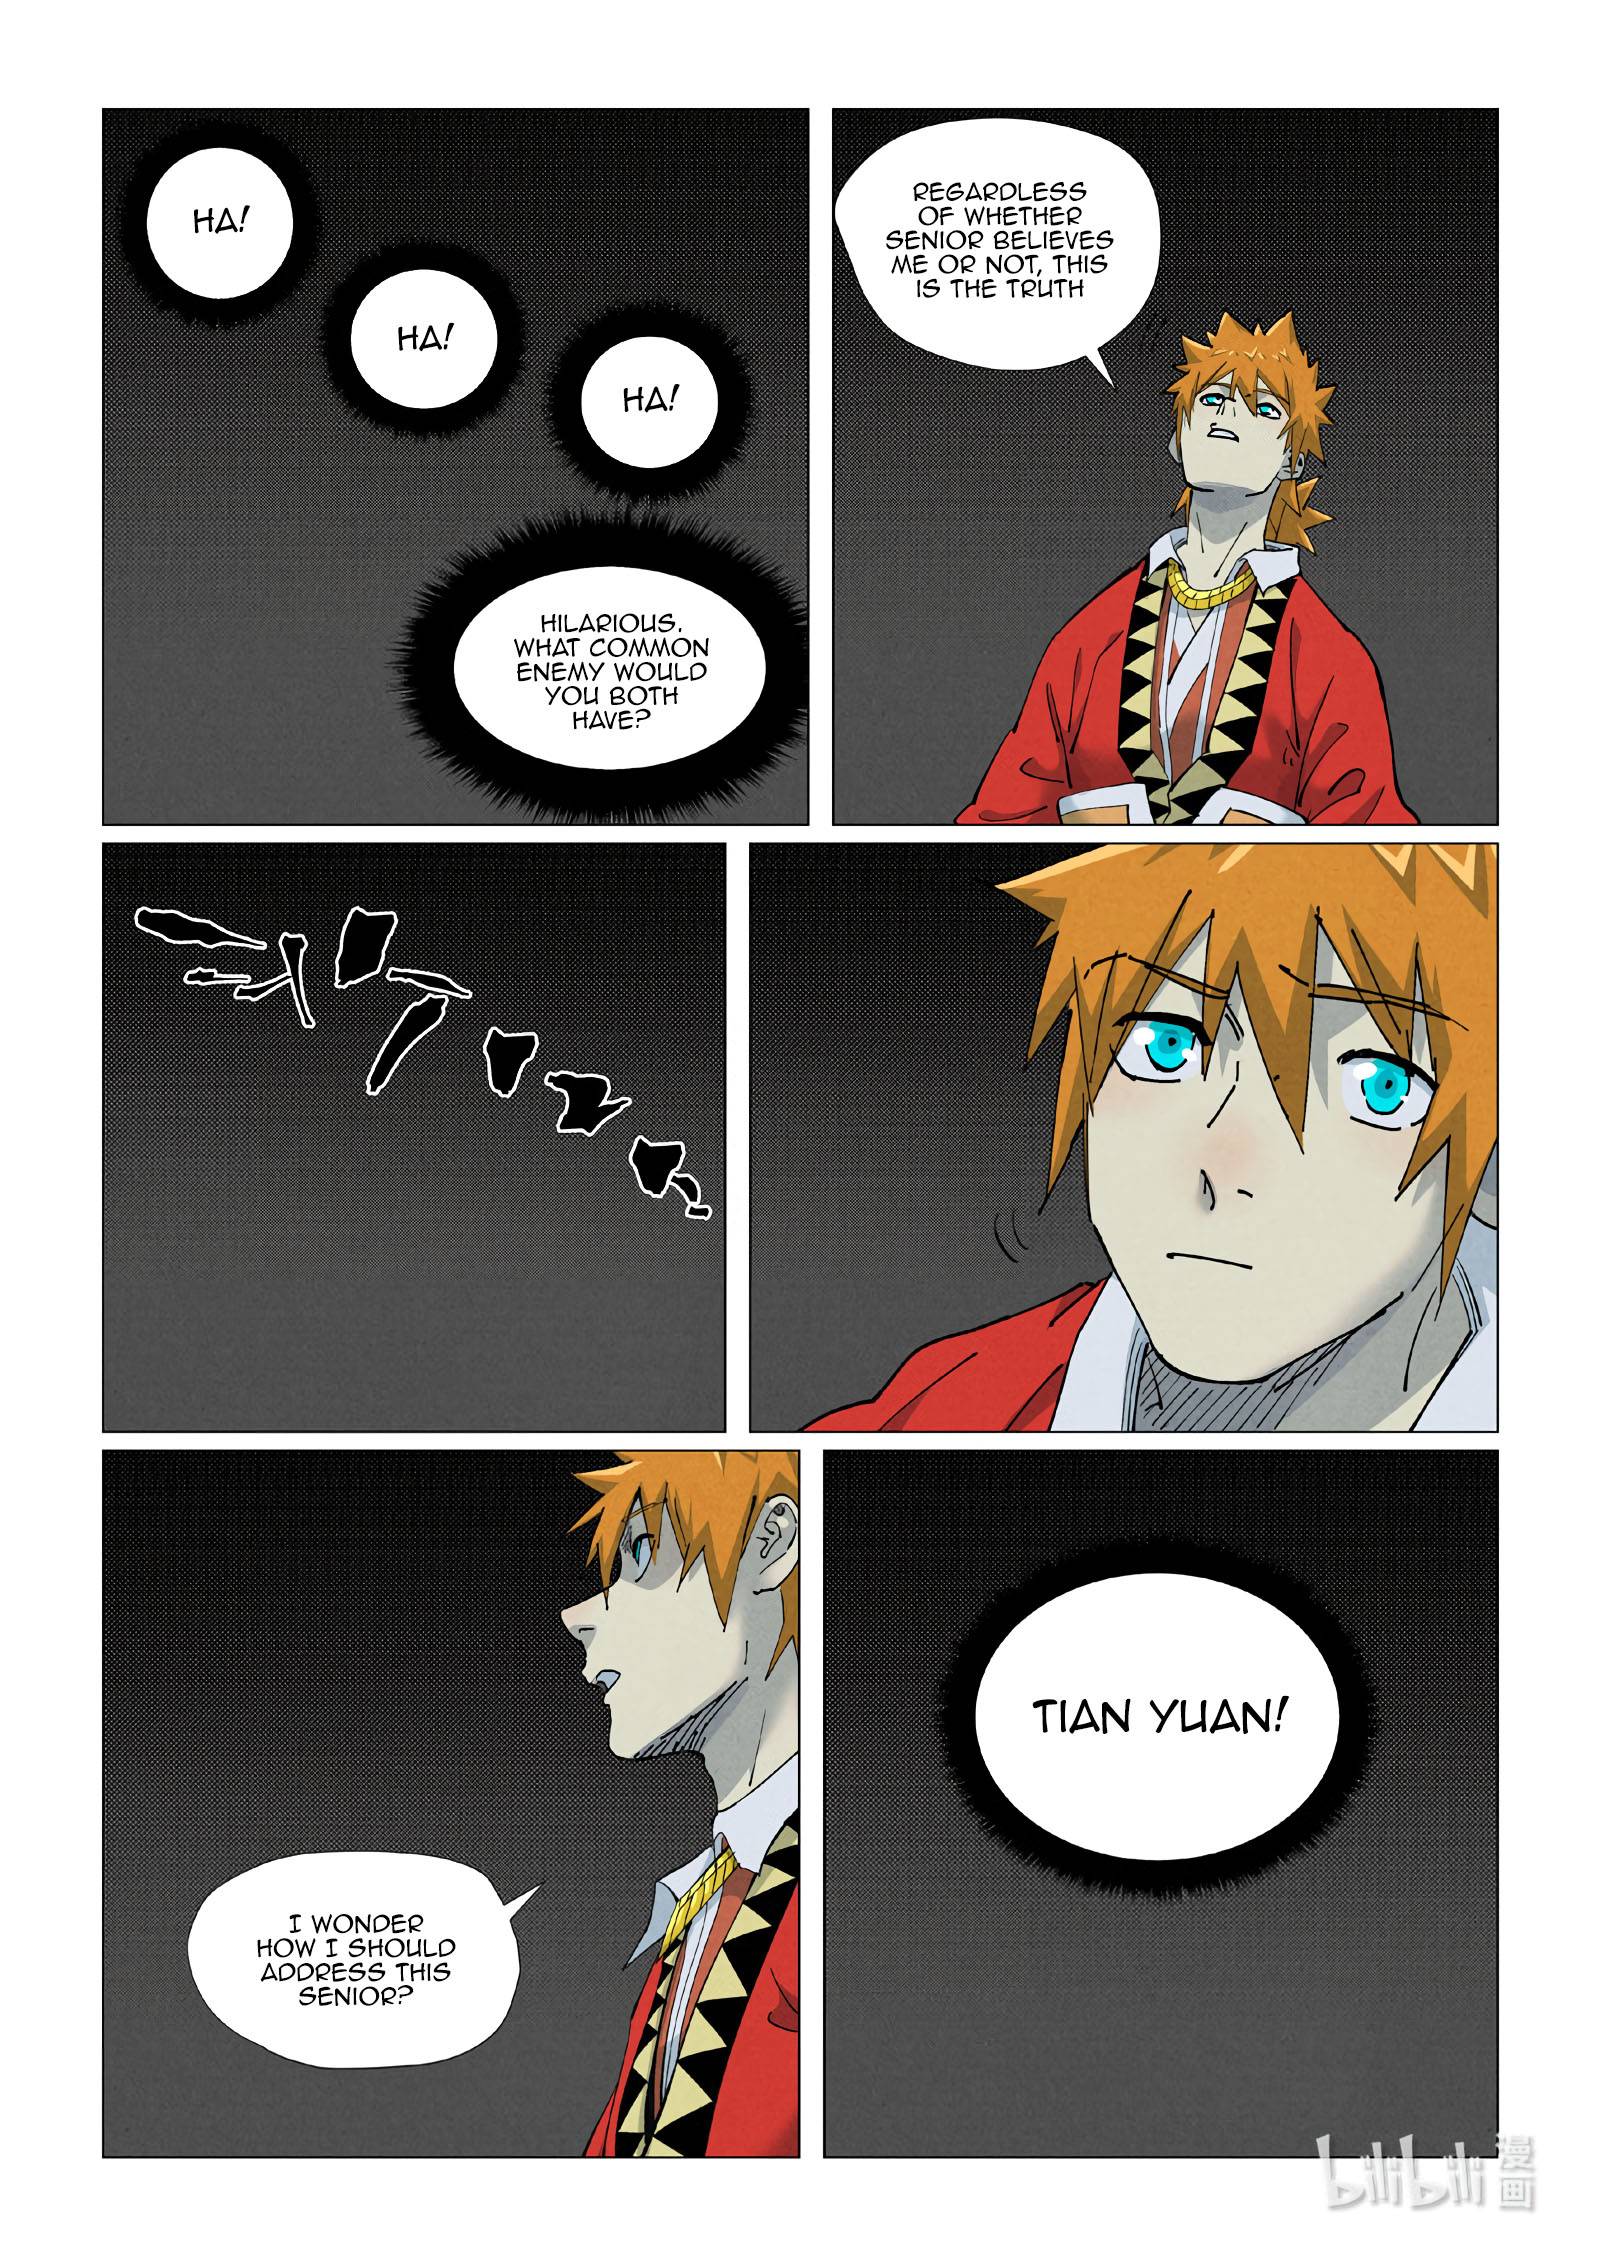 HA!
HA!
HA!
HILARIOUS.
WHAT COMMON
ENEMY WOULD
YOU BOTH
HAVE?
REGARDLESS
OF WHETHER
SENIOR BELIEVES
ME OR NOT, THIS
IS THE TRUTH
I WONDER
HOW I SHOULD
ADDRESS THIS
SENIOR?
TIAN YUAN!
bilibili 漫画